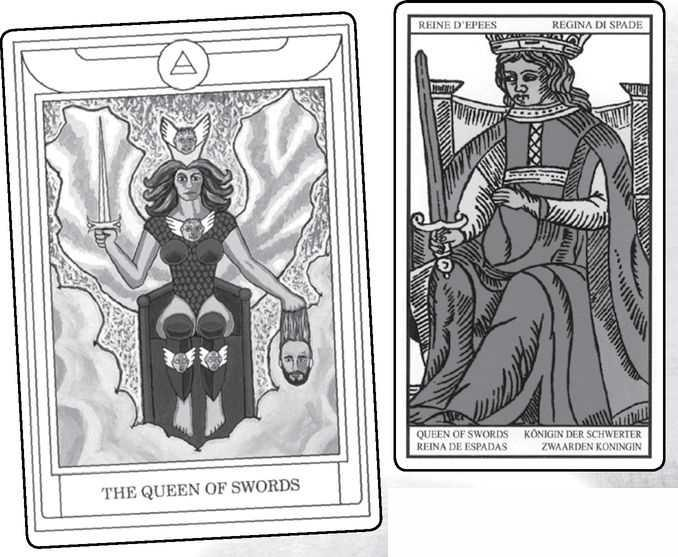 THE QUEEN OF SWORDS
REINE D'EPEES REGINA DI SPADE
QUEEN OF SWORDS KÖNIGIN DER SCHWERTER
REINA DE ESPADAS ZWAARDEN KONINGIN